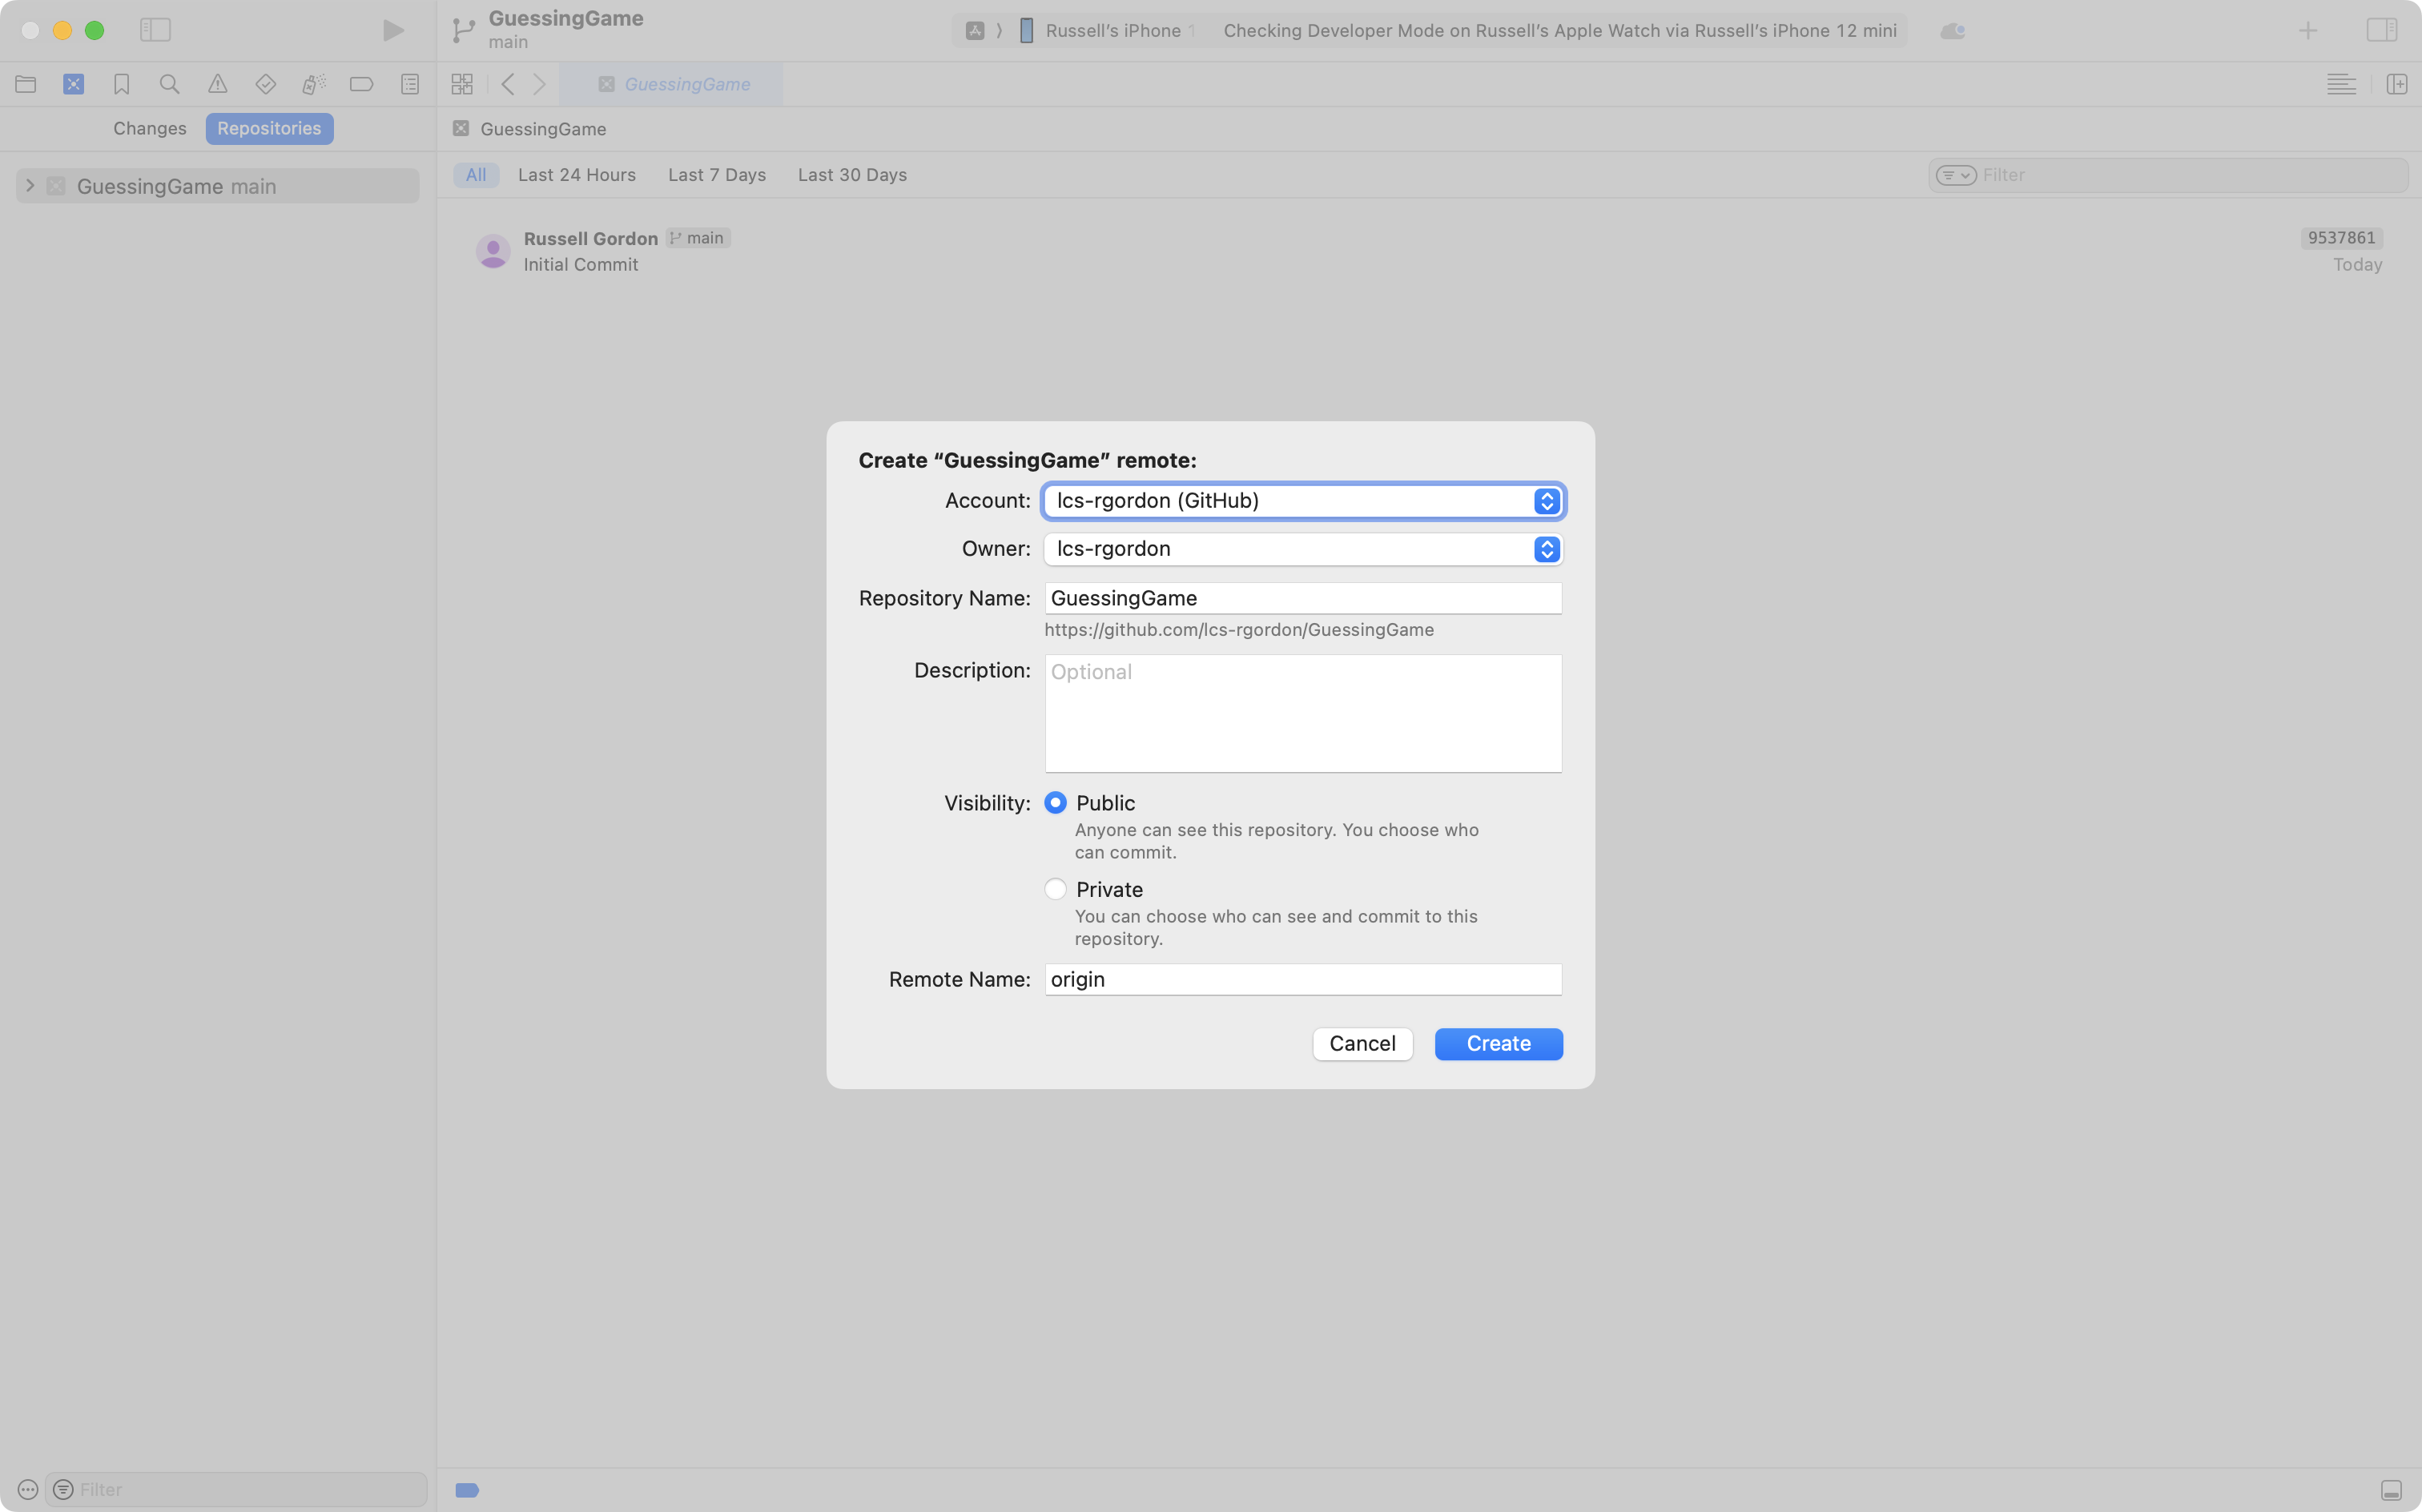 GuessingGame
main
Russell’s iPhone 1
Checking Developer Mode on Russell’s Apple Watch via Russell’s iPhone 12 mini
GuessingGame
Changes
Repositories
GuessingGame
GuessingGame main
All
Last 24 Hours
Last 7 Days
Last 30 Days
Filter
Russell Gordon
main
9537861
Initial Commit
Today
Create “GuessingGame” remote:
Account: lcs-rgordon (GitHub)
Owner: lcs-rgordon
Repository Name: GuessingGame
https://github.com/lcs-rgordon/GuessingGame
Description: Optional
Visibility: Public
Anyone can see this repository. You choose who
can commit.
Private
You can choose who can see and commit to this
repository.
Remote Name: origin
Cancel
Create
Filter